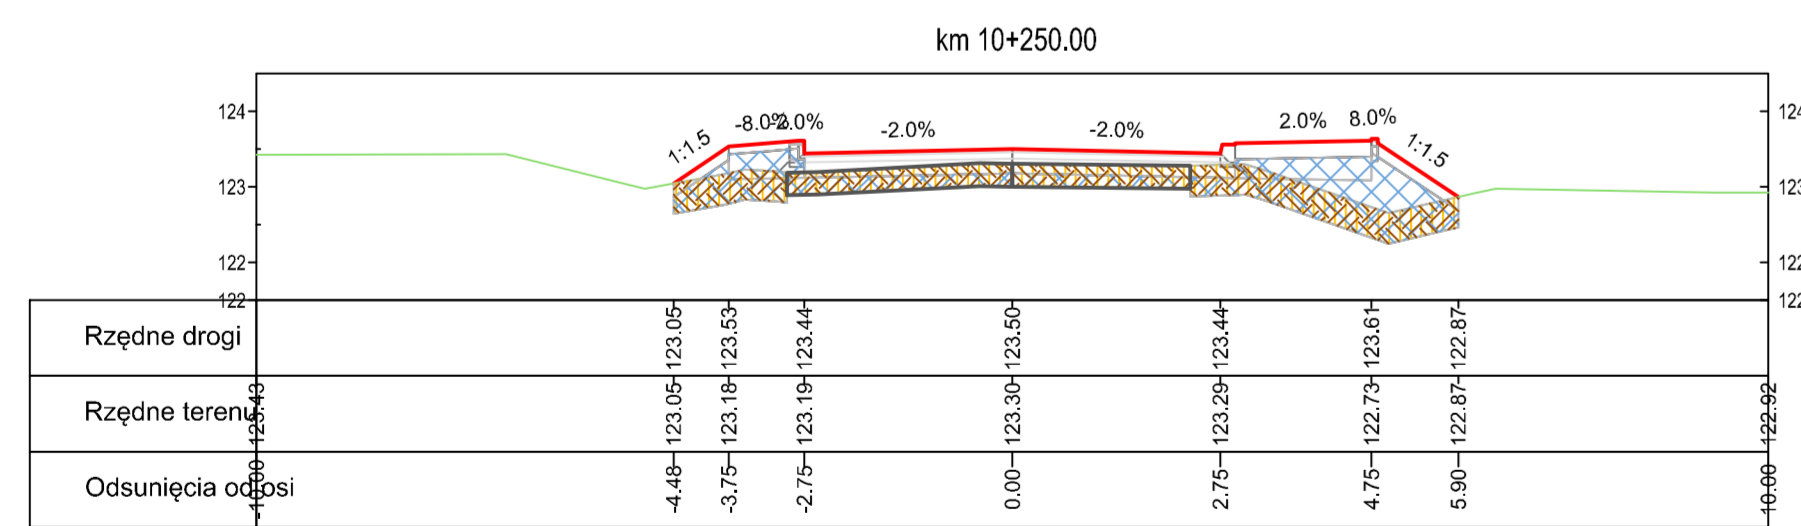 km 10+250.00
124 124
1:1.5 -8.0% -2.0% -2.0% -2.0% 2.0% 8.0% 1:1.5
123 123
122 122
122 122
Rzędne drogi 123.05 123.53 123.44 123.50 123.44 123.61 122.87
Rzędne terenu 123.43 123.05 123.18 123.19 123.30 123.29 122.73 122.87 122.92
Odsunięcia od osi -10.00 -4.48 -3.75 -2.75 0.00 2.75 4.75 5.90 10.00